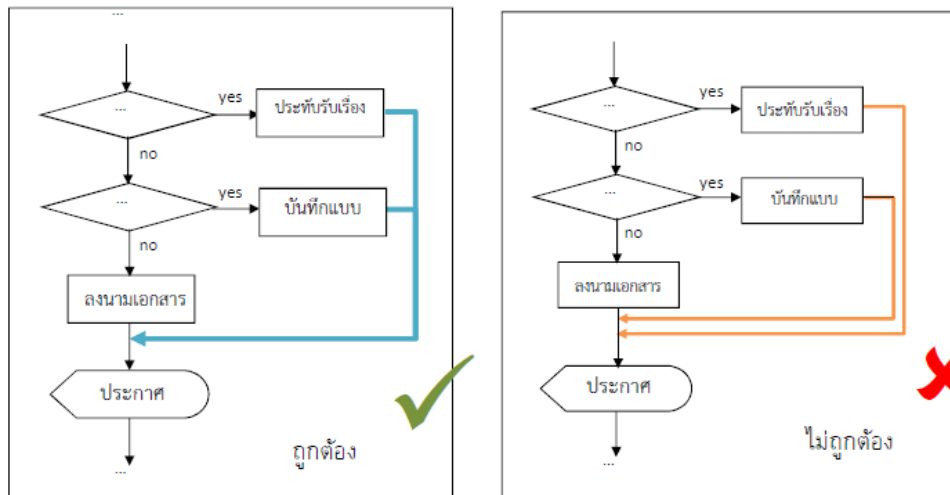 ...
...
yes
ประทับรับเรื่อง
no
...
yes
บันทึกแบบ
no
ลงนามเอกสาร
ประกาศ
ถูกต้อง
...
...
yes
ประทับรับเรื่อง
no
...
yes
บันทึกแบบ
no
ลงนามเอกสาร
ประกาศ
ไม่ถูกต้อง
...